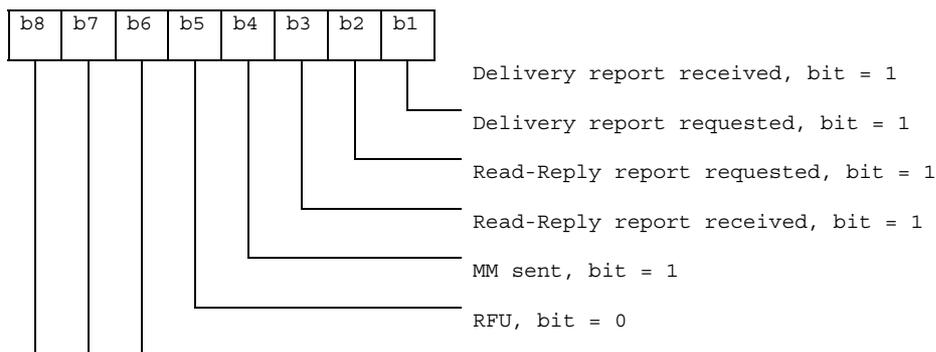 b8 b7 b6 b5 b4 b3 b2 b1
Delivery report received, bit = 1
Delivery report requested, bit = 1
Read-Reply report requested, bit = 1
Read-Reply report received, bit = 1
MM sent, bit = 1
RFU, bit = 0